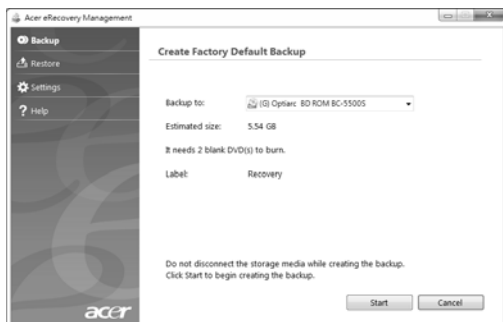 Acer eRecovery Management
Backup
Restore
Settings
Help
Create Factory Default Backup
Backup to: (G) Optiarc BD ROM BC-5500S
Estimated size: 5.54 GB
It needs 2 blank DVD(s) to burn.
Label: Recovery
Do not disconnect the storage media while creating the backup.
Click Start to begin creating the backup.
Start Cancel
acer